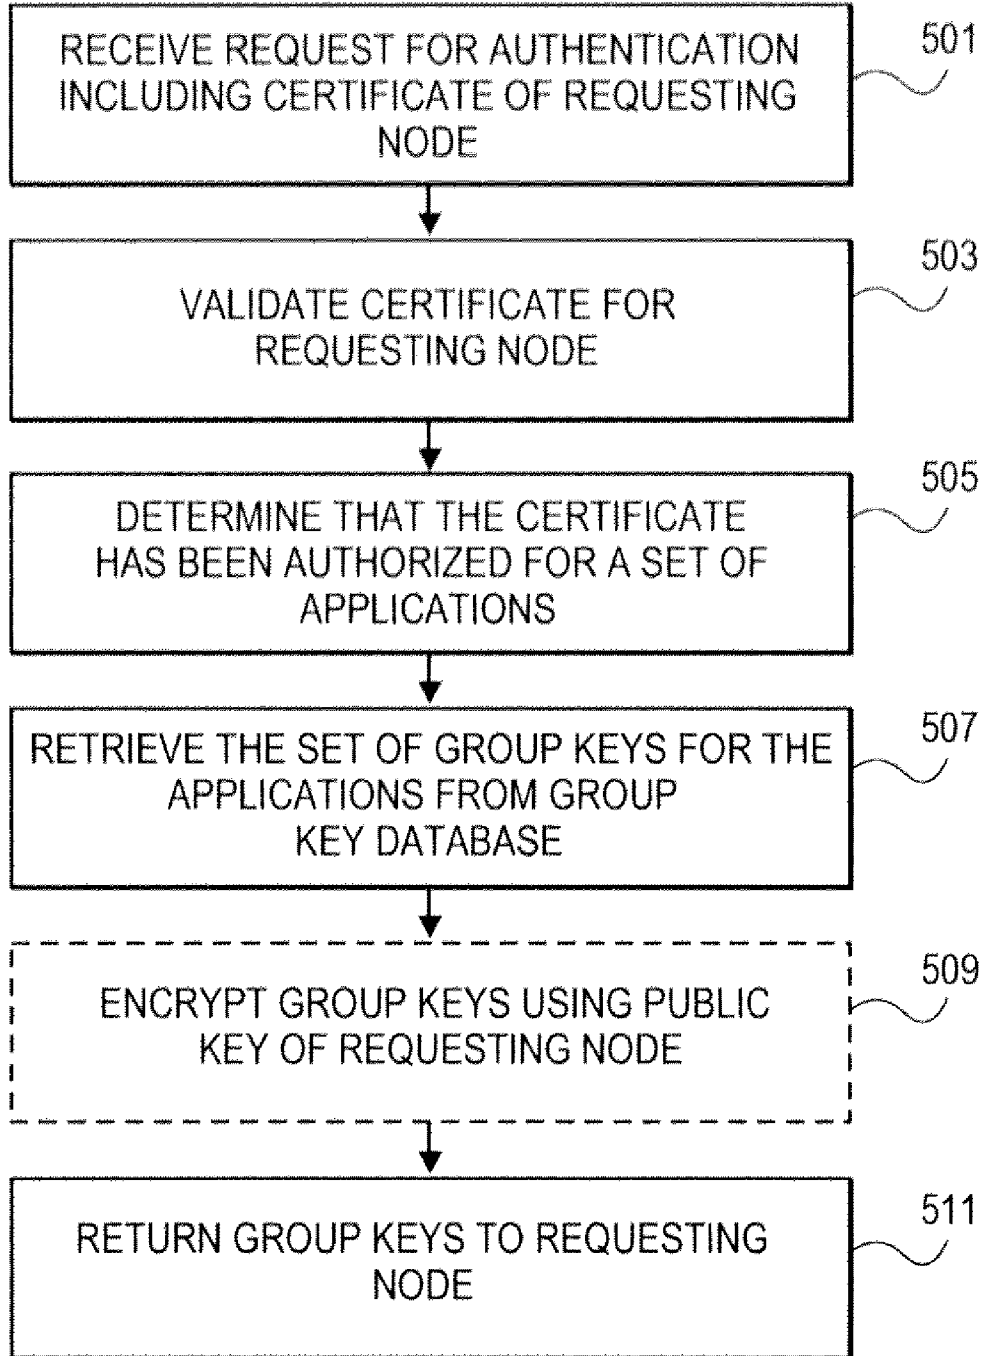 RECEIVE REQUEST FOR AUTHENTICATION
INCLUDING CERTIFICATE OF REQUESTING
NODE
501
VALIDATE CERTIFICATE FOR
REQUESTING NODE
503
DETERMINE THAT THE CERTIFICATE
HAS BEEN AUTHORIZED FOR A SET OF
APPLICATIONS
505
RETRIEVE THE SET OF GROUP KEYS FOR THE
APPLICATIONS FROM GROUP
KEY DATABASE
507
ENCRYPT GROUP KEYS USING PUBLIC
KEY OF REQUESTING NODE
509
RETURN GROUP KEYS TO REQUESTING
NODE
511